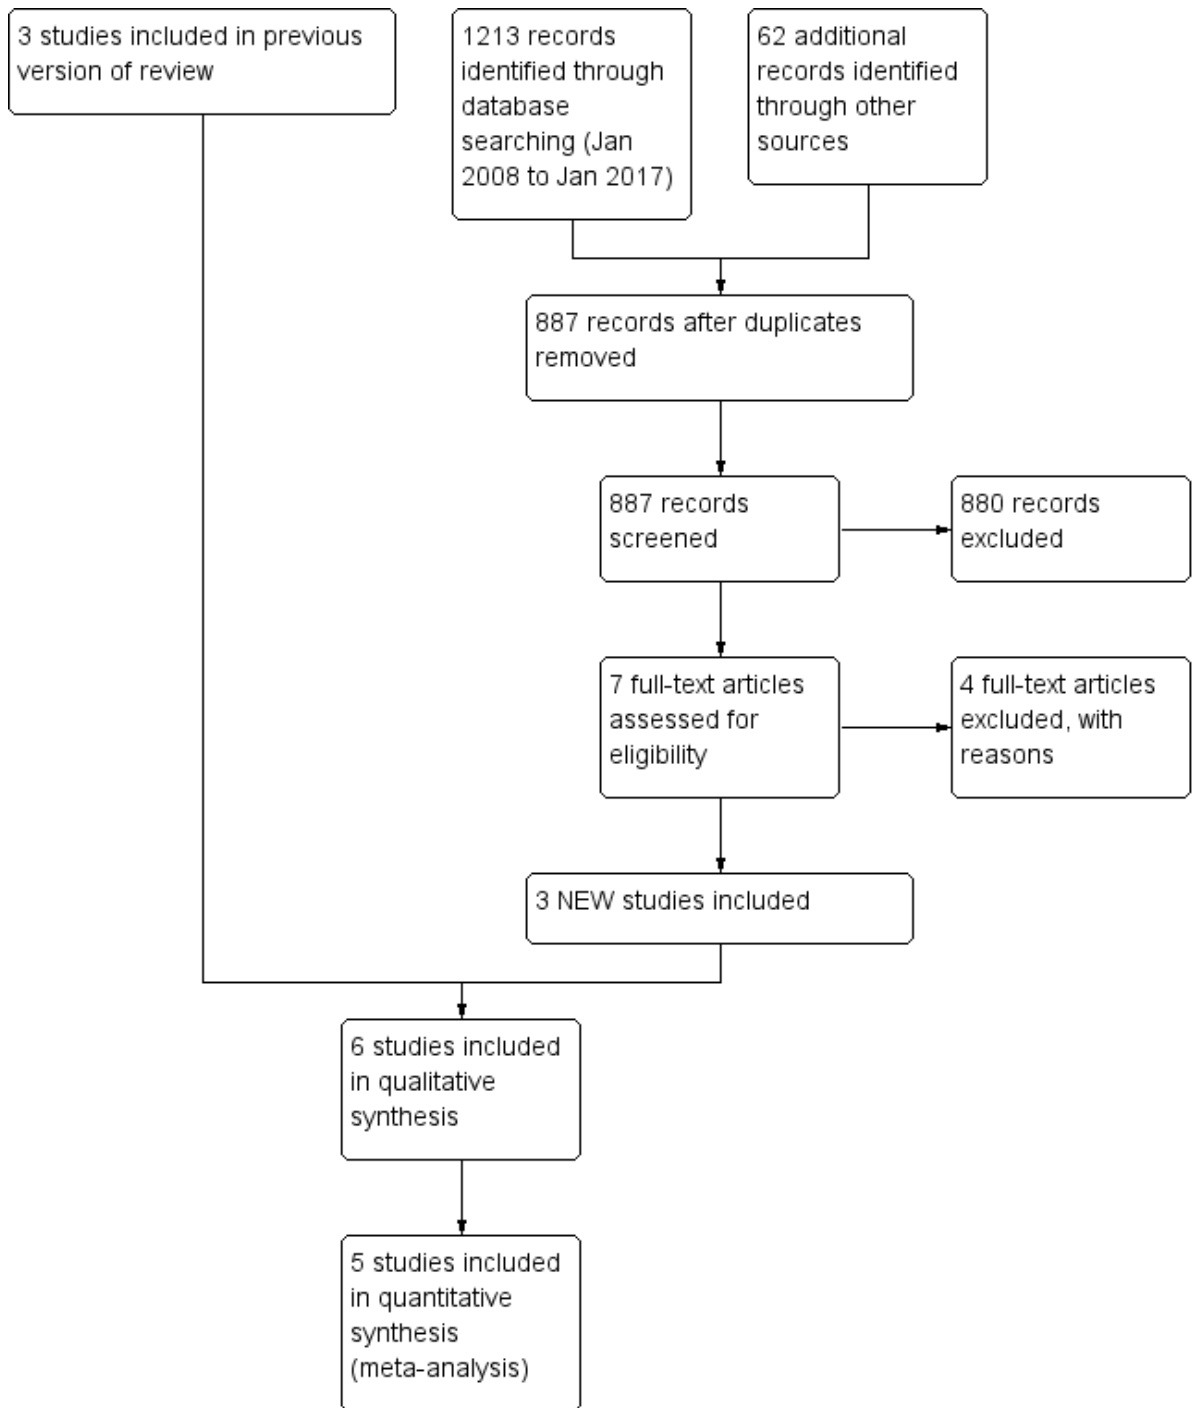 3 studies included in previous
version of review
1213 records
identified through
database
searching (Jan
2008 to Jan 2017)
62 additional
records identified
through other
sources
887 records after duplicates
removed
887 records
screened
880 records
excluded
7 full-text articles
assessed for
eligibility
4 full-text articles
excluded, with
reasons
3 NEW studies included
6 studies included
in qualitative
synthesis
5 studies included
in quantitative
synthesis
(meta-analysis)